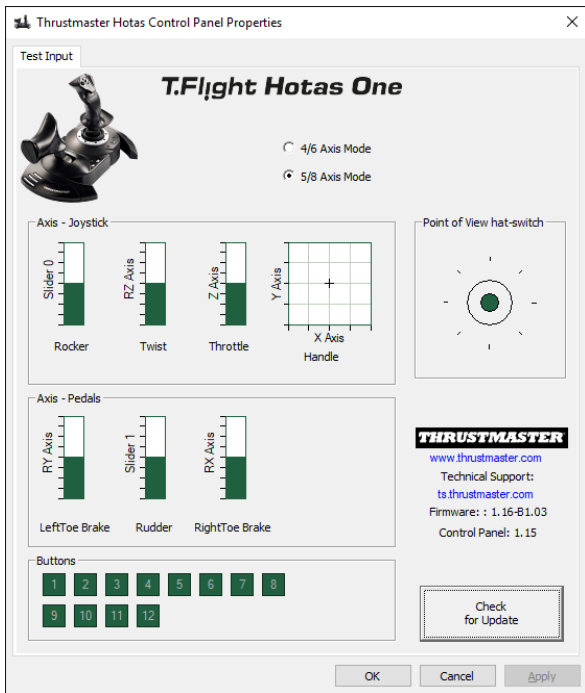 Thrustmaster Hotas Control Panel Properties
Test Input
T.Flight Hotas One
4/6 Axis Mode
5/8 Axis Mode
Axis - Joystick
Slider 0
RZ Axis
Z Axis
Y Axis
X Axis
Rocker
Twist
Throttle
Handle
Point of View hat-switch
Axis - Pedals
RY Axis
Slider 1
RX Axis
LeftToe Brake
Rudder
RightToe Brake
THRUSTMASTER
www.thrustmaster.com
Technical Support:
ts.thrustmaster.com
Firmware: : 1.16-B1.03
Control Panel: 1.15
Buttons
1 2 3 4 5 6 7 8
9 10 11 12
Check
for Update
OK
Cancel
Apply